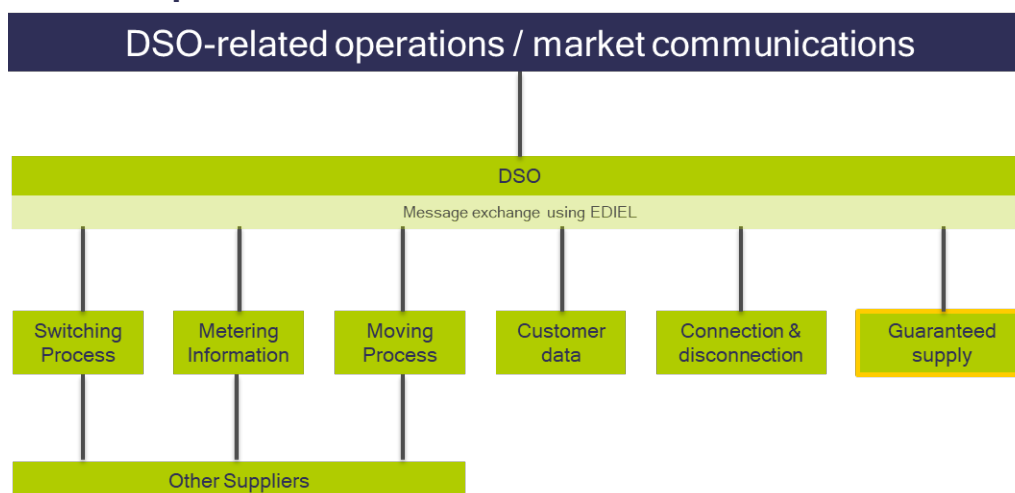 DSO-related operations / market communications
DSO
Message exchange using EDIEL
Switching
Process
Metering
Information
Moving
Process
Customer
data
Connection &
disconnection
Guaranteed
supply
Other Suppliers